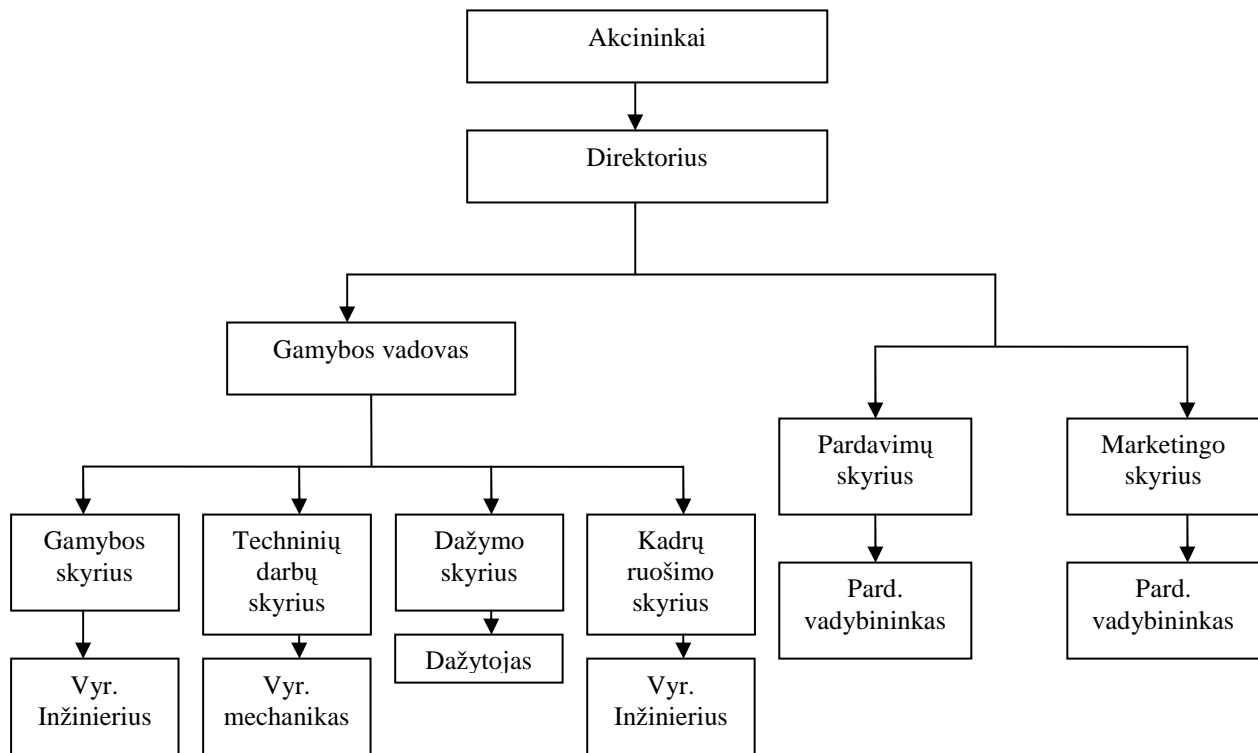 Akcininkai
Direktorius
Gamybos vadovas
Pardavimų
skyrius
Marketingo
skyrius
Gamybos
skyrius
Techninių
darbų
skyrius
Dažymo
skyrius
Kadrų
ruošimo
skyrius
Pard.
vadybininkas
Pard.
vadybininkas
Vyr.
Inžinierius
Vyr.
mechanikas
Dažytojas
Vyr.
Inžinierius